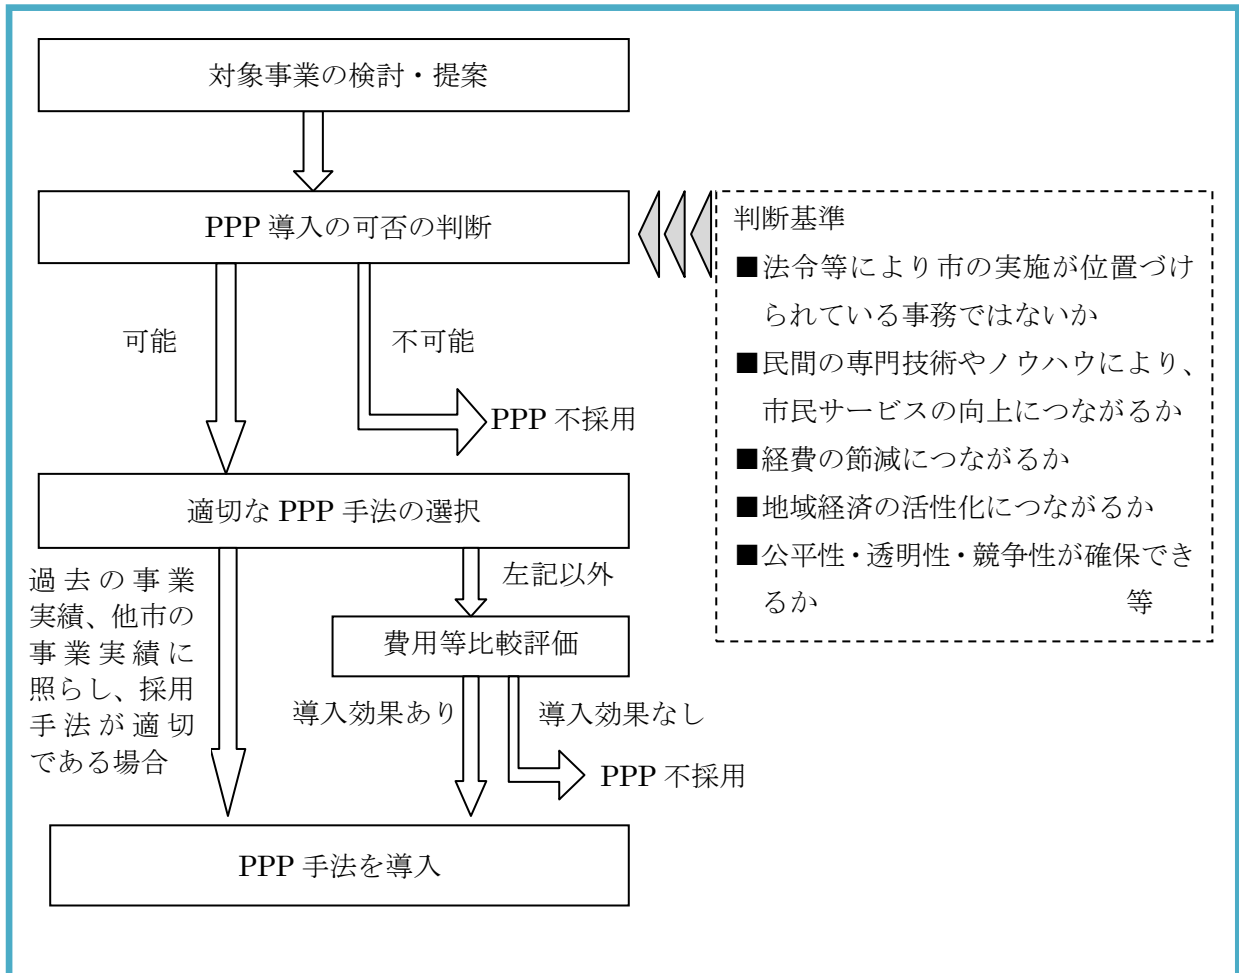 対象事業の検討・提案
PPP 導入の可否の判断
判断基準
■法令等により市の実施が位置づけ
られている事務ではないか
■民間の専門技術やノウハウにより、
市民サービスの向上につながるか
■経費の節減につながるか
■地域経済の活性化につながるか
■公平性・透明性・競争性が確保でき
るか 等
可能
不可能
PPP 不採用
適切な PPP 手法の選択
過去の事業
実績、他市の
事業実績に
照らし、採用
手法が適切
である場合
左記以外
費用等比較評価
導入効果あり
導入効果なし
PPP 不採用
PPP 手法を導入